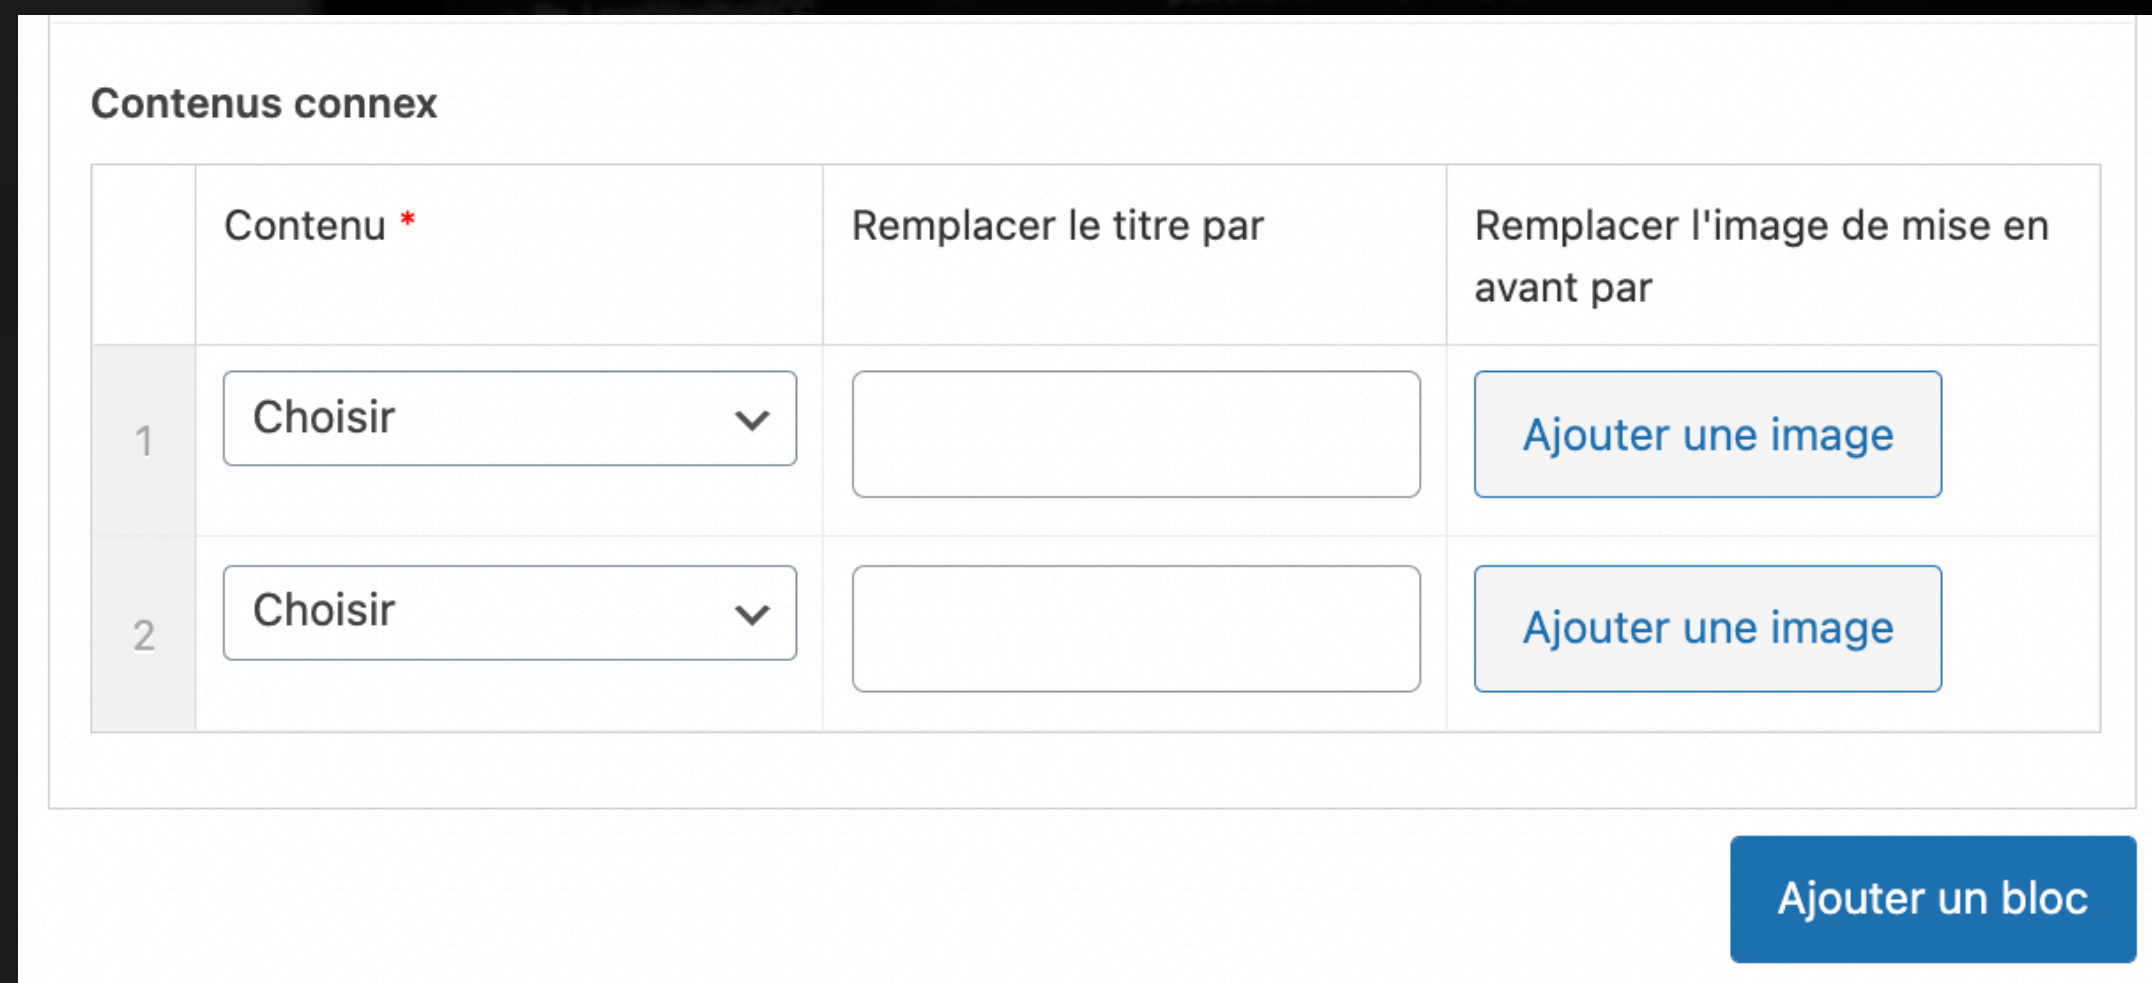 Contenus connex
Contenu *
Remplacer le titre par
Remplacer l'image de mise en
avant par
1
Choisir
Ajouter une image
2
Choisir
Ajouter une image
Ajouter un bloc